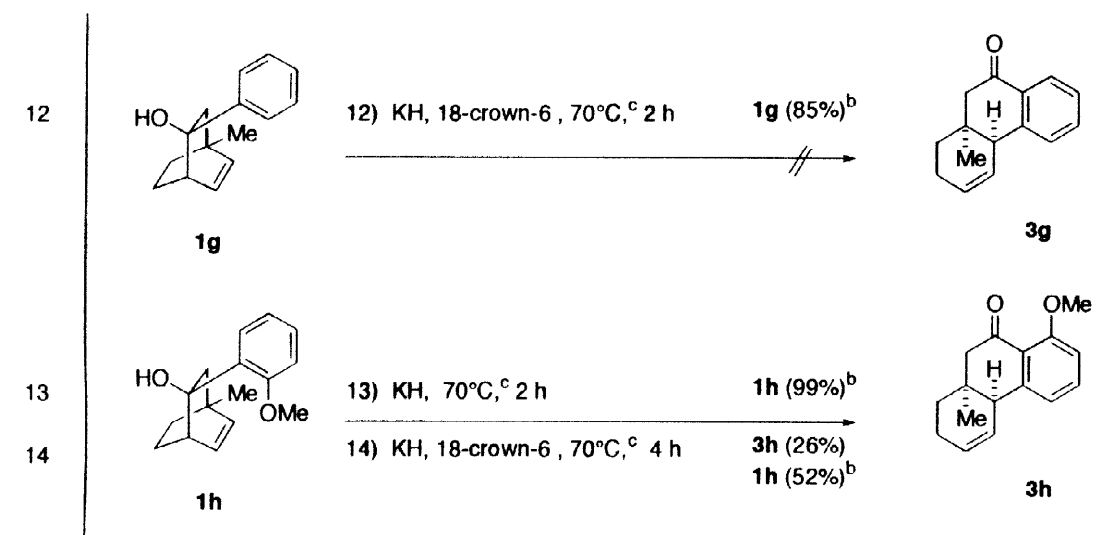 12
HO
Me
1g
12) KH, 18-crown-6 , 70°C,ᶜ 2 h
1g (85%)ᵇ
O
H
Me
3g
13
14
HO
Me
OMe
1h
13) KH, 70°C,ᶜ 2 h
1h (99%)ᵇ
14) KH, 18-crown-6 , 70°C,ᶜ 4 h
3h (26%)
1h (52%)ᵇ
O
OMe
H
Me
3h